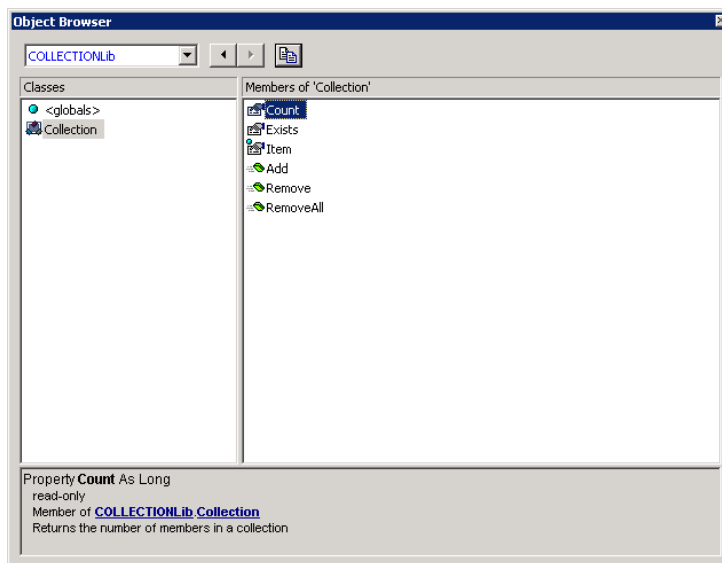 Object Browser
COLLECTIONLib
Classes
Members of 'Collection'
<globals>
Collection
Count
Exists
Item
Add
Remove
RemoveAll
Property Count As Long
read-only
Member of COLLECTIONLib.Collection
Returns the number of members in a collection